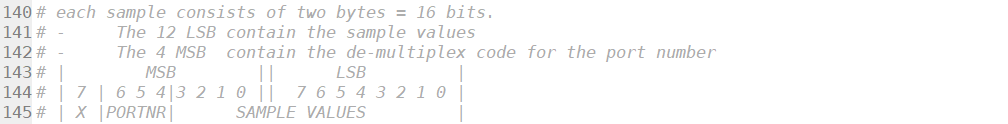 140 # each sample consists of two bytes = 16 bits.
141 # -     The 12 LSB contain the sample values
142 # -     The 4 MSB  contain the de-multiplex code for the port number
143 # |        MSB        ||      LSB         |
144 # | 7 | 6 5 4|3 2 1 0 ||  7 6 5 4 3 2 1 0 |
145 # | X |PORTNR|      SAMPLE VALUES         |